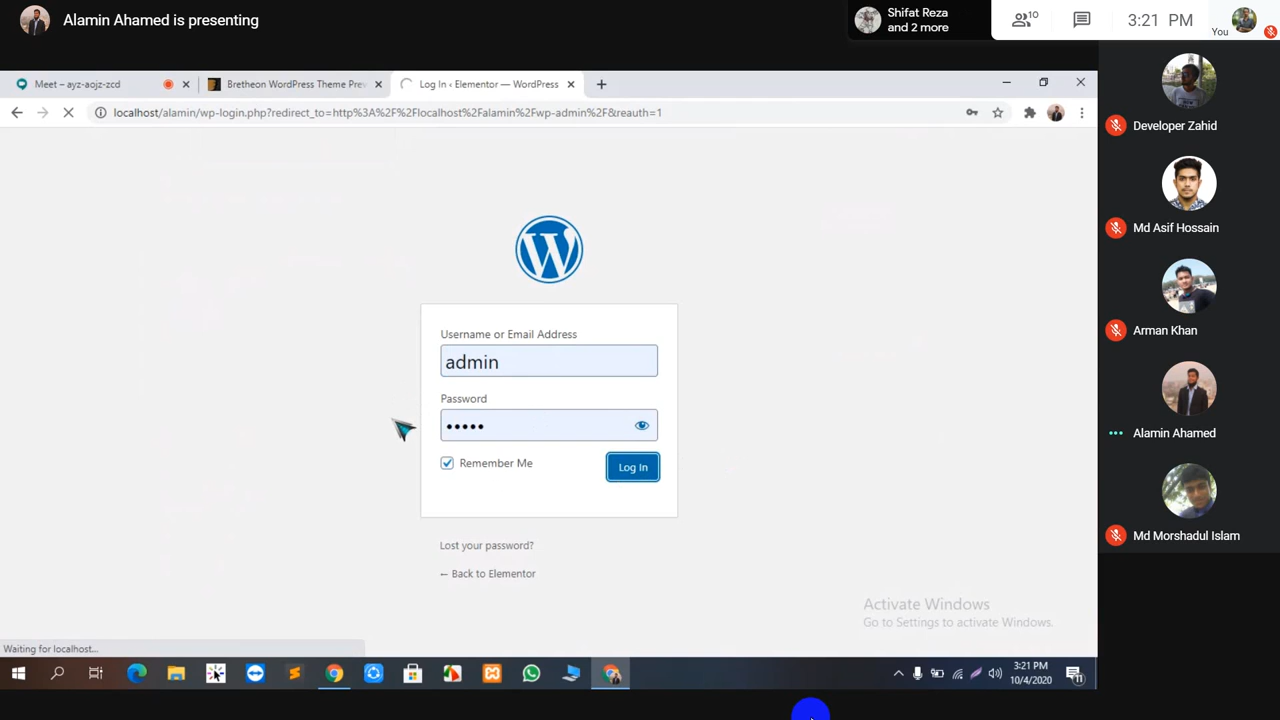 Alamin Ahamed is presenting
Shifat Reza
and 2 more
10
3:21 PM
You
Meet – ayz-aojz-zcd
Bretheon WordPress Theme Prev
Log In ‹ Elementor — WordPress
localhost/alamin/wp-login.php?redirect_to=http%3A%2F%2Flocalhost%2Falamin%2Fwp-admin%2F&reauth=1
Developer Zahid
Md Asif Hossain
Arman Khan
Alamin Ahamed
Md Morshadul Islam
Username or Email Address
admin
Password
•••••
Remember Me
Log In
Lost your password?
← Back to Elementor
Activate Windows
Go to Settings to activate Windows.
Waiting for localhost...
3:21 PM
10/4/2020